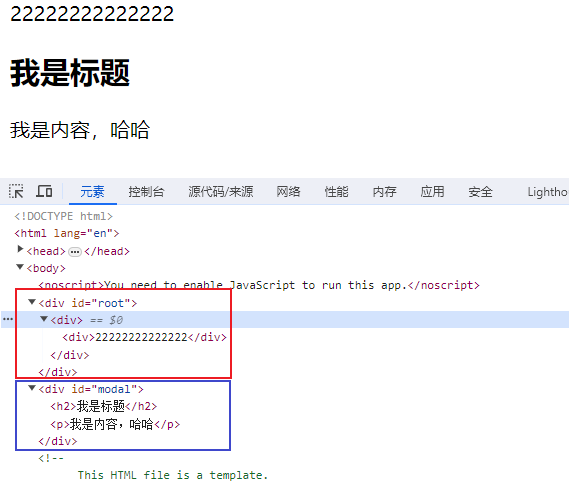 22222222222222
我是标题
我是内容，哈哈
元素 控制台 源代码/来源 网络 性能 内存 应用 安全 Lightho
<!DOCTYPE html>
<html lang="en">
<head> ⋯ </head>
<body>
<noscript>You need to enable JavaScript to run this app.</noscript>
<div id="root">
<div> == $0
<div>22222222222222</div>
</div>
</div>
<div id="modal">
<h2>我是标题</h2>
<p>我是内容，哈哈</p>
</div>
<!--
This HTML file is a template.